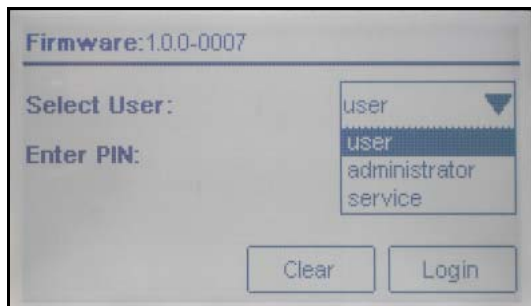 Firmware:1.0.0-0007
Select User:
user
Enter PIN:
user
administrator
service
Clear
Login